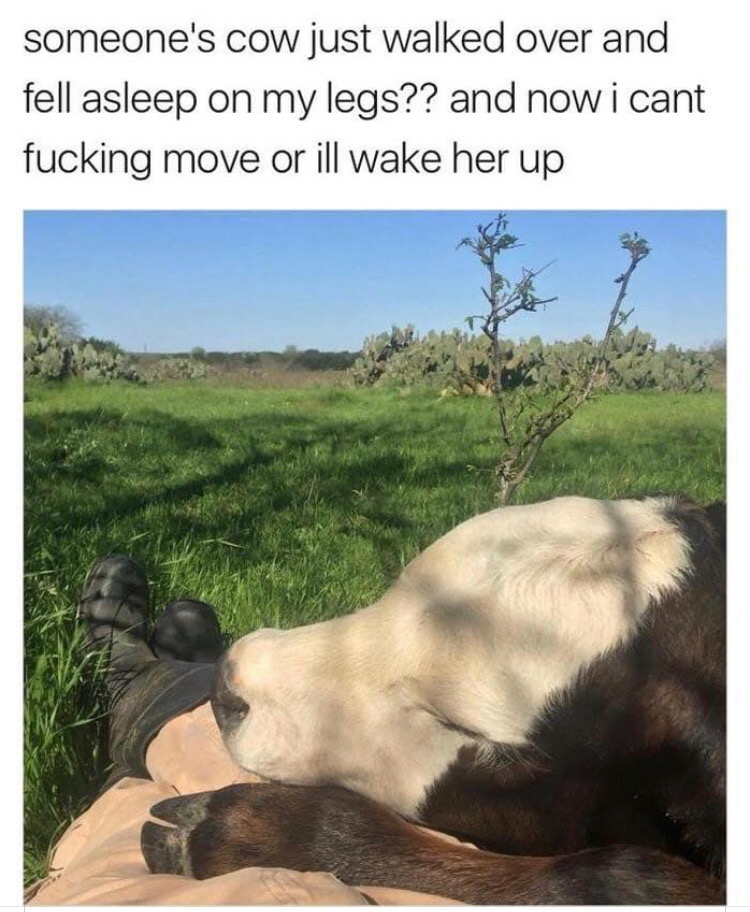 someone's cow just walked over and
fell asleep on my legs?? and now i cant
fucking move or ill wake her up